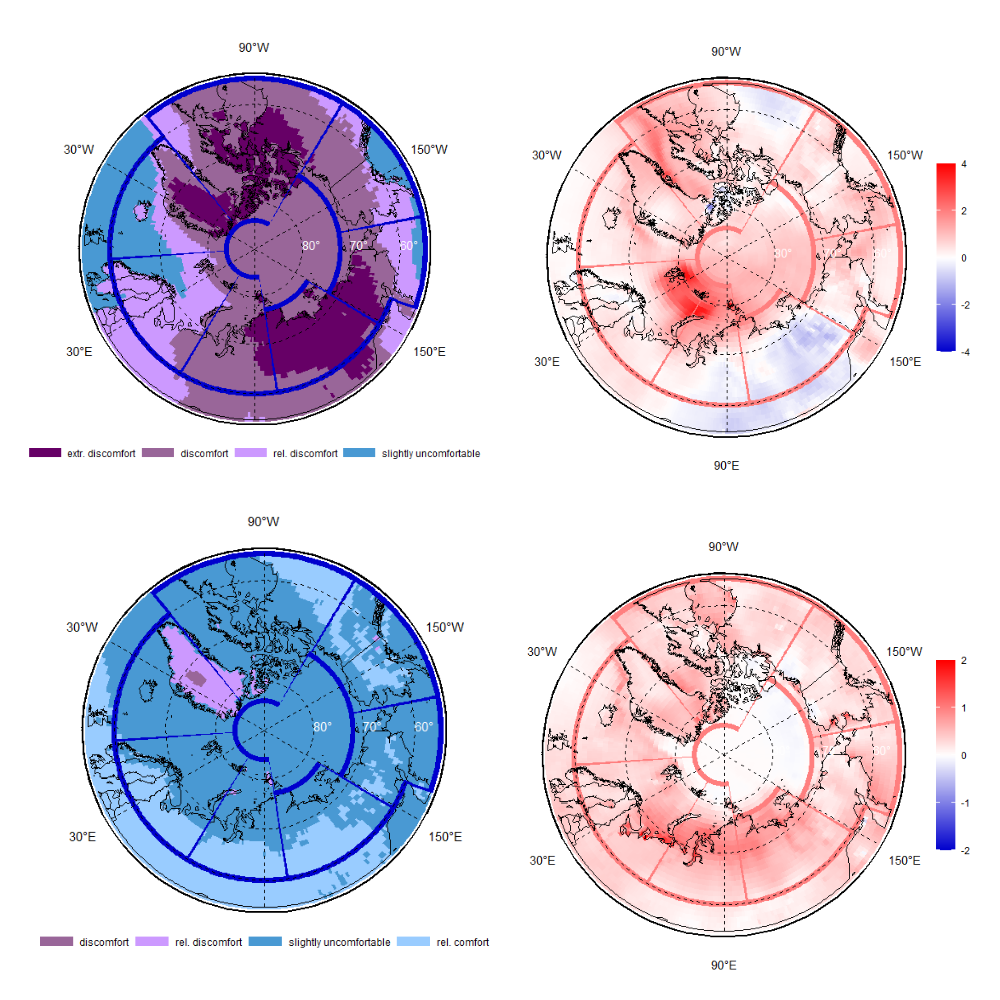 90°W
30°W
150°W
80°
70°
60°
30°E
150°E
extr. discomfort
discomfort
rel. discomfort
slightly uncomfortable
90°W
30°W
150°W
30°E
150°E
90°E
4
2
0
-2
-4
90°W
30°W
150°W
80°
70°
60°
30°E
150°E
discomfort
rel. discomfort
slightly uncomfortable
rel. comfort
90°W
30°W
150°W
30°E
150°E
90°E
2
1
0
-1
-2